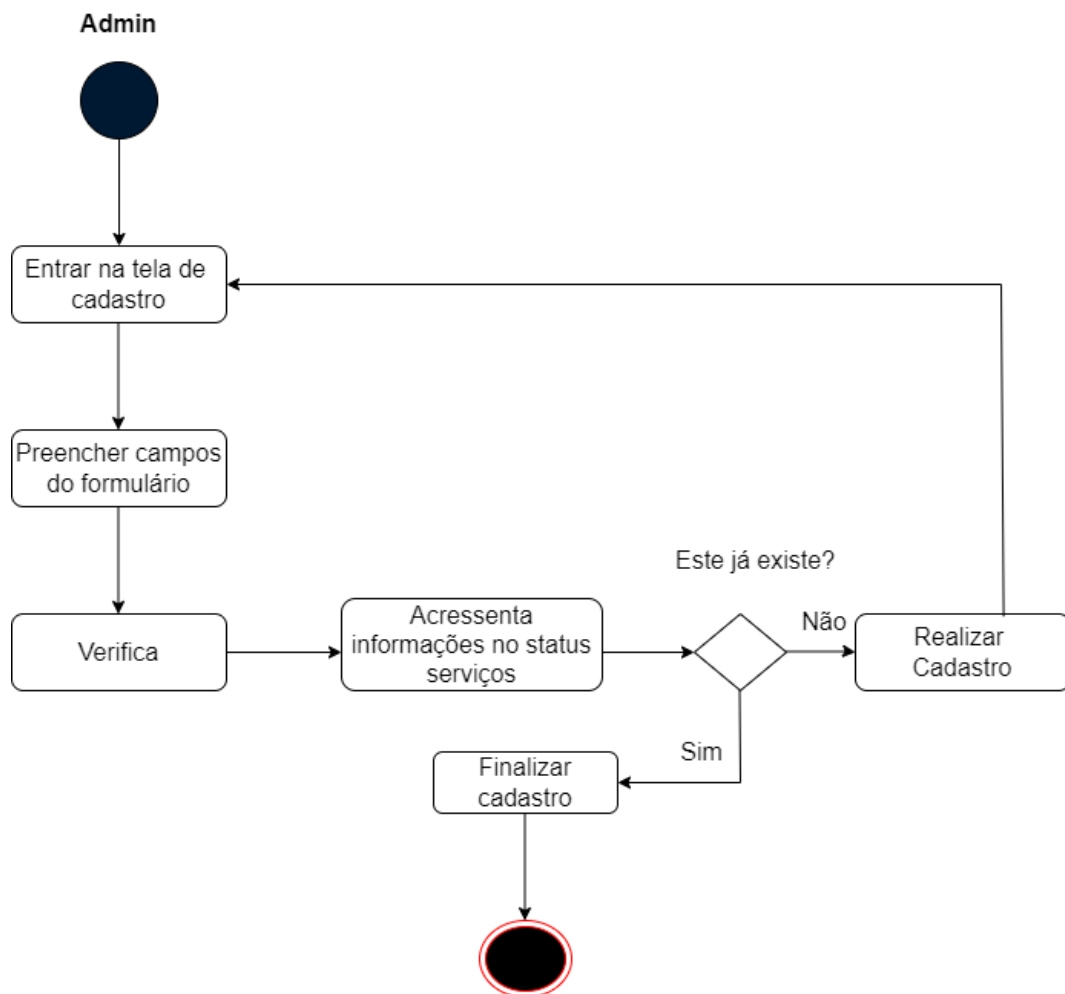 Admin
Entrar na tela de
cadastro
Preencher campos
do formulário
Verifica
Acressenta
informações no status
serviços
Este já existe?
Não
Realizar
Cadastro
Sim
Finalizar
cadastro